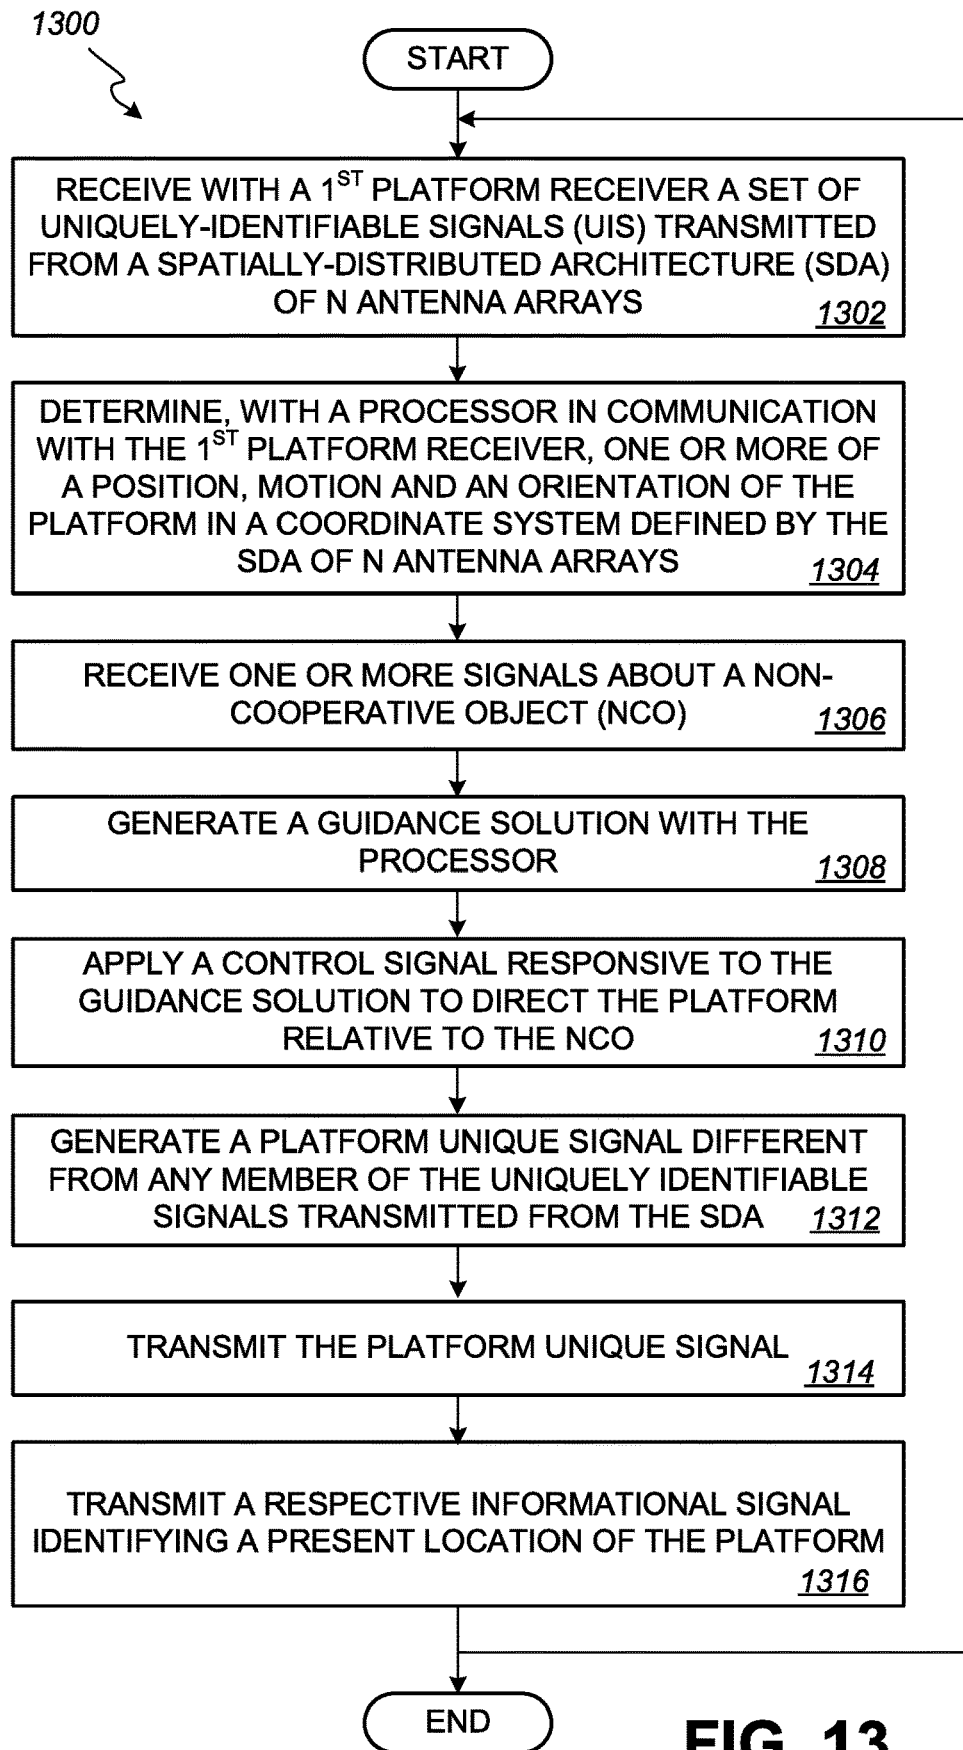 1300
START
RECEIVE WITH A 1ST PLATFORM RECEIVER A SET OF
UNIQUELY-IDENTIFIABLE SIGNALS (UIS) TRANSMITTED
FROM A SPATIALLY-DISTRIBUTED ARCHITECTURE (SDA)
OF N ANTENNA ARRAYS
1302
DETERMINE, WITH A PROCESSOR IN COMMUNICATION
WITH THE 1ST PLATFORM RECEIVER, ONE OR MORE OF
A POSITION, MOTION AND AN ORIENTATION OF THE
PLATFORM IN A COORDINATE SYSTEM DEFINED BY THE
SDA OF N ANTENNA ARRAYS
1304
RECEIVE ONE OR MORE SIGNALS ABOUT A NON-
COOPERATIVE OBJECT (NCO)
1306
GENERATE A GUIDANCE SOLUTION WITH THE
PROCESSOR
1308
APPLY A CONTROL SIGNAL RESPONSIVE TO THE
GUIDANCE SOLUTION TO DIRECT THE PLATFORM
RELATIVE TO THE NCO
1310
GENERATE A PLATFORM UNIQUE SIGNAL DIFFERENT
FROM ANY MEMBER OF THE UNIQUELY IDENTIFIABLE
SIGNALS TRANSMITTED FROM THE SDA
1312
TRANSMIT THE PLATFORM UNIQUE SIGNAL
1314
TRANSMIT A RESPECTIVE INFORMATIONAL SIGNAL
IDENTIFYING A PRESENT LOCATION OF THE PLATFORM
1316
END
FIG. 13